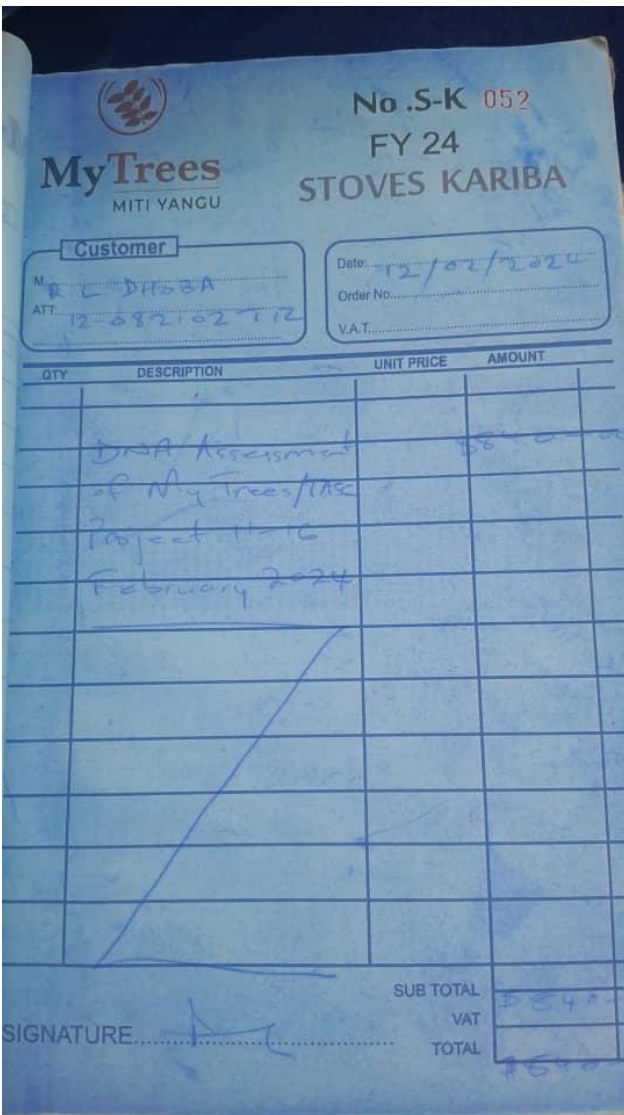 MyTrees
MITI YANGU
No .S-K 052
FY 24
STOVES KARIBA
Customer
M R L DHOBA
ATT. 12-082102 T12
Date: 12/02/2024
Order No.
V.A.T.
QTY DESCRIPTION UNIT PRICE AMOUNT
DNA/Assessment
of My Trees/
Project 11-16
February 2024
SUB TOTAL
VAT
SIGNATURE
TOTAL $840